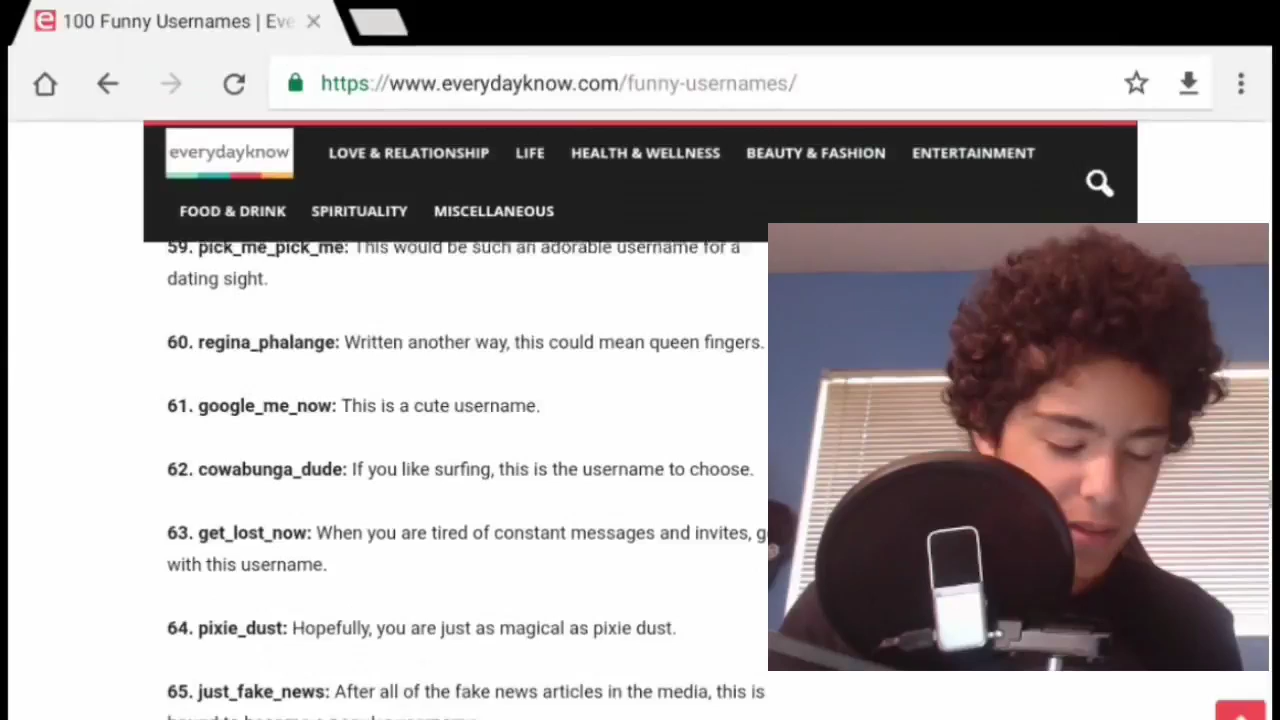 100 Funny Usernames | Eve
https://www.everydayknow.com/funny-usernames/
everydayknow
LOVE & RELATIONSHIP LIFE HEALTH & WELLNESS BEAUTY & FASHION ENTERTAINMENT
FOOD & DRINK SPIRITUALITY MISCELLANEOUS
59. pick_me_pick_me: This would be such an adorable username for a
dating sight.
60. regina_phalange: Written another way, this could mean queen fingers.
61. google_me_now: This is a cute username.
62. cowabunga_dude: If you like surfing, this is the username to choose.
63. get_lost_now: When you are tired of constant messages and invites,
with this username.
64. pixie_dust: Hopefully, you are just as magical as pixie dust.
65. just_fake_news: After all of the fake news articles in the media, this is